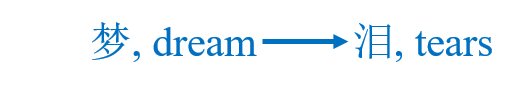 梦, dream → 泪, tears